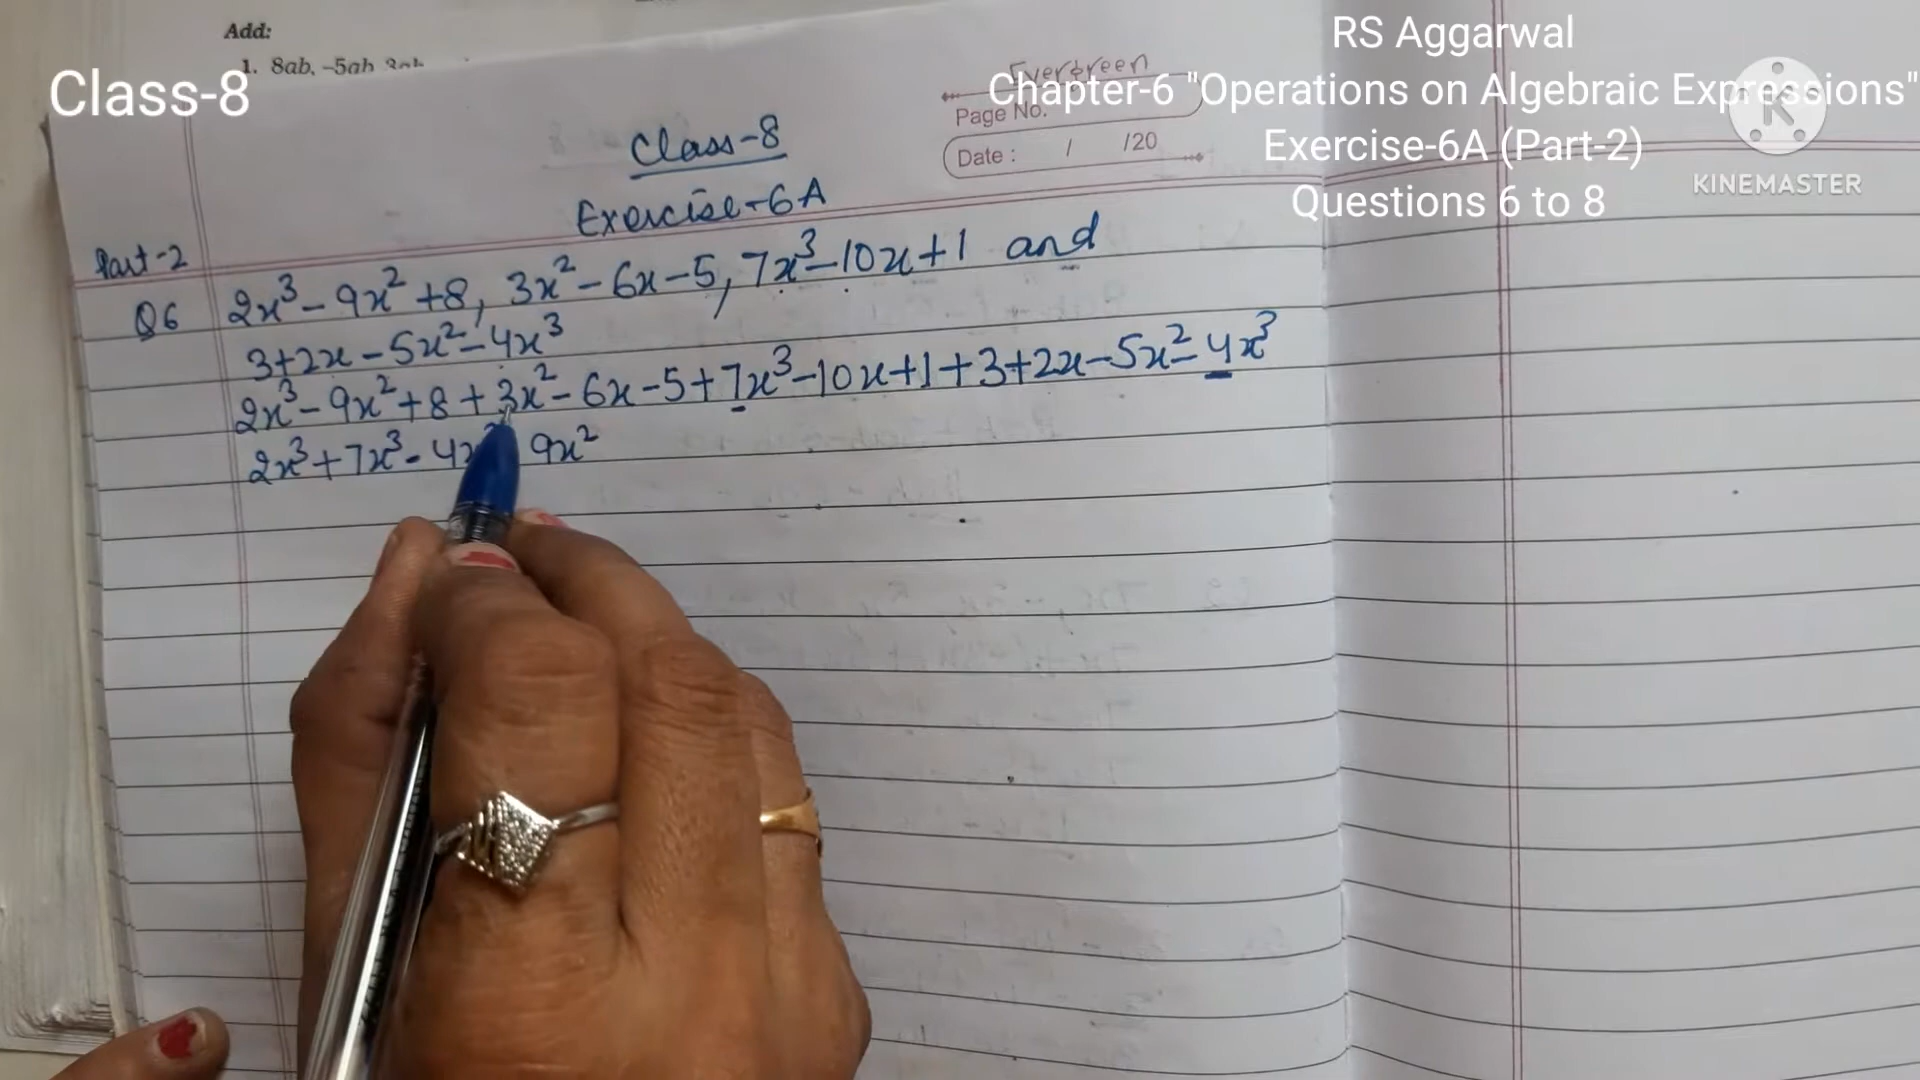 Add:
1. 8ab, –5ab, 3ab
Class-8
RS Aggarwal
Chapter-6 "Operations on Algebraic Expressions"
Exercise-6A (Part-2)
Questions 6 to 8
K
KINEMASTER
Evergreen
Page No.
Date : / /20
Class-8
Exercise-6A
Part-2
Q6 2x³ – 9x² + 8, 3x² – 6x – 5, 7x³ – 10x + 1 and
3 + 2x – 5x² – 4x³
2x³ – 9x² + 8 + 3x² – 6x – 5 + 7x³ – 10x + 1 + 3 + 2x – 5x² – 4x³
2x³ + 7x³ - 4x 9x²